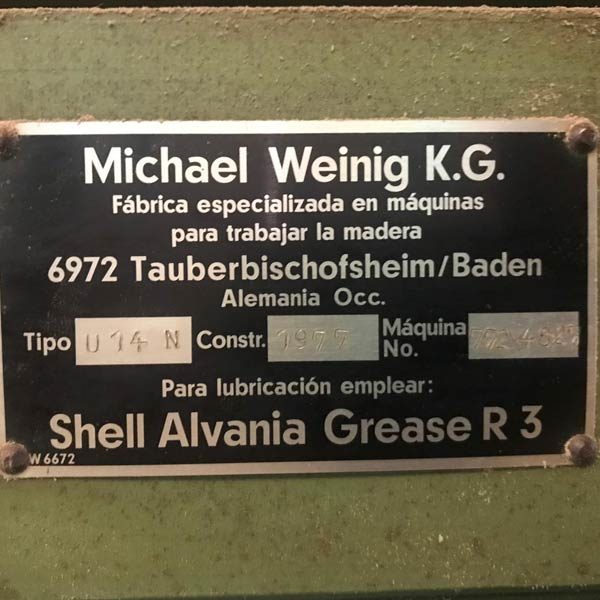 Michael Weinig K.G.
Fábrica especializada en máquinas
para trabajar la madera
6972 Tauberbischofsheim/Baden
Alemania Occ.
Tipo U 14 N Constr. 1977 Máquina No.
Para lubricación emplear:
Shell Alvania Grease R 3
W 6672